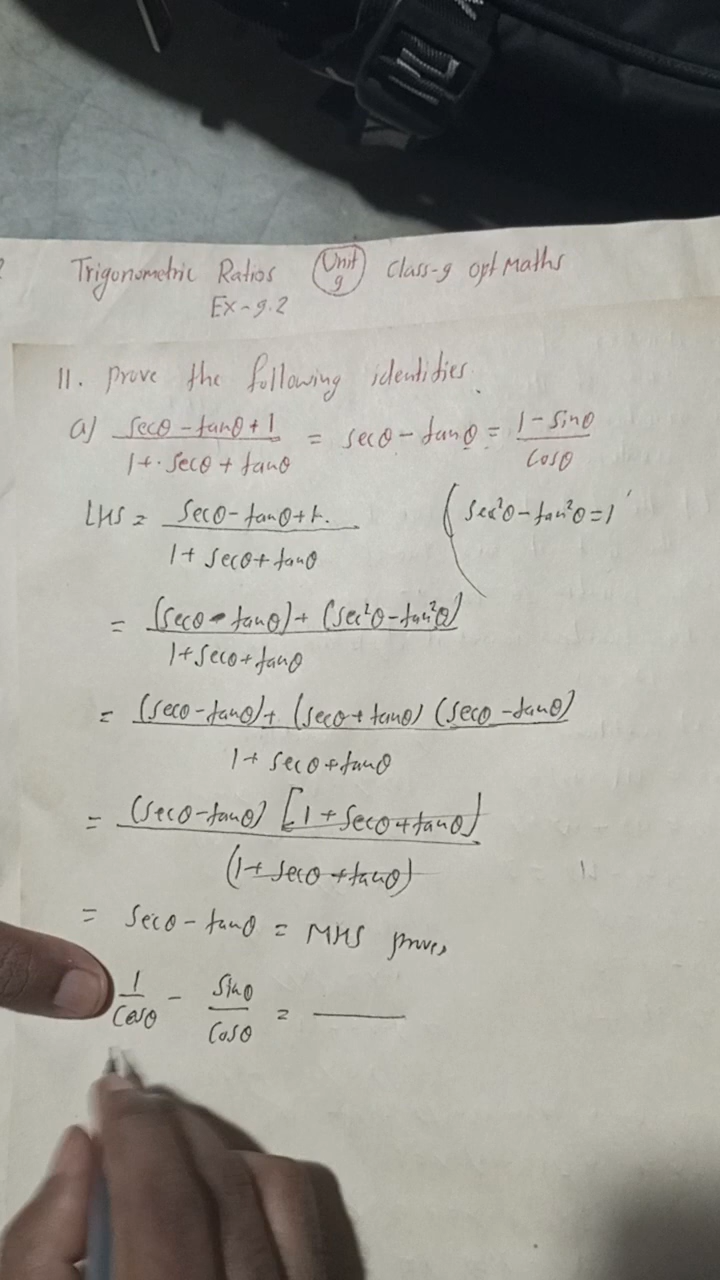 Trigonometric Ratios (Unit 9) Class-9 opt Maths
Ex-9.2
11. prove the following identities.
a) (secθ - tanθ + 1)/(1 + secθ + tanθ) = secθ - tanθ = (1 - sinθ)/cosθ
LHS = (secθ - tanθ + 1)/(1 + secθ + tanθ) (sec²θ - tan²θ = 1
= ((secθ - tanθ) + (sec²θ - tan²θ))/(1 + secθ + tanθ)
= ((secθ - tanθ) + (secθ + tanθ) (secθ - tanθ))/(1 + secθ + tanθ)
= ((secθ - tanθ) [1 + secθ + tanθ])/(1 + secθ + tanθ)
= secθ - tanθ = MHS prove,
1/cosθ - sinθ/cosθ =